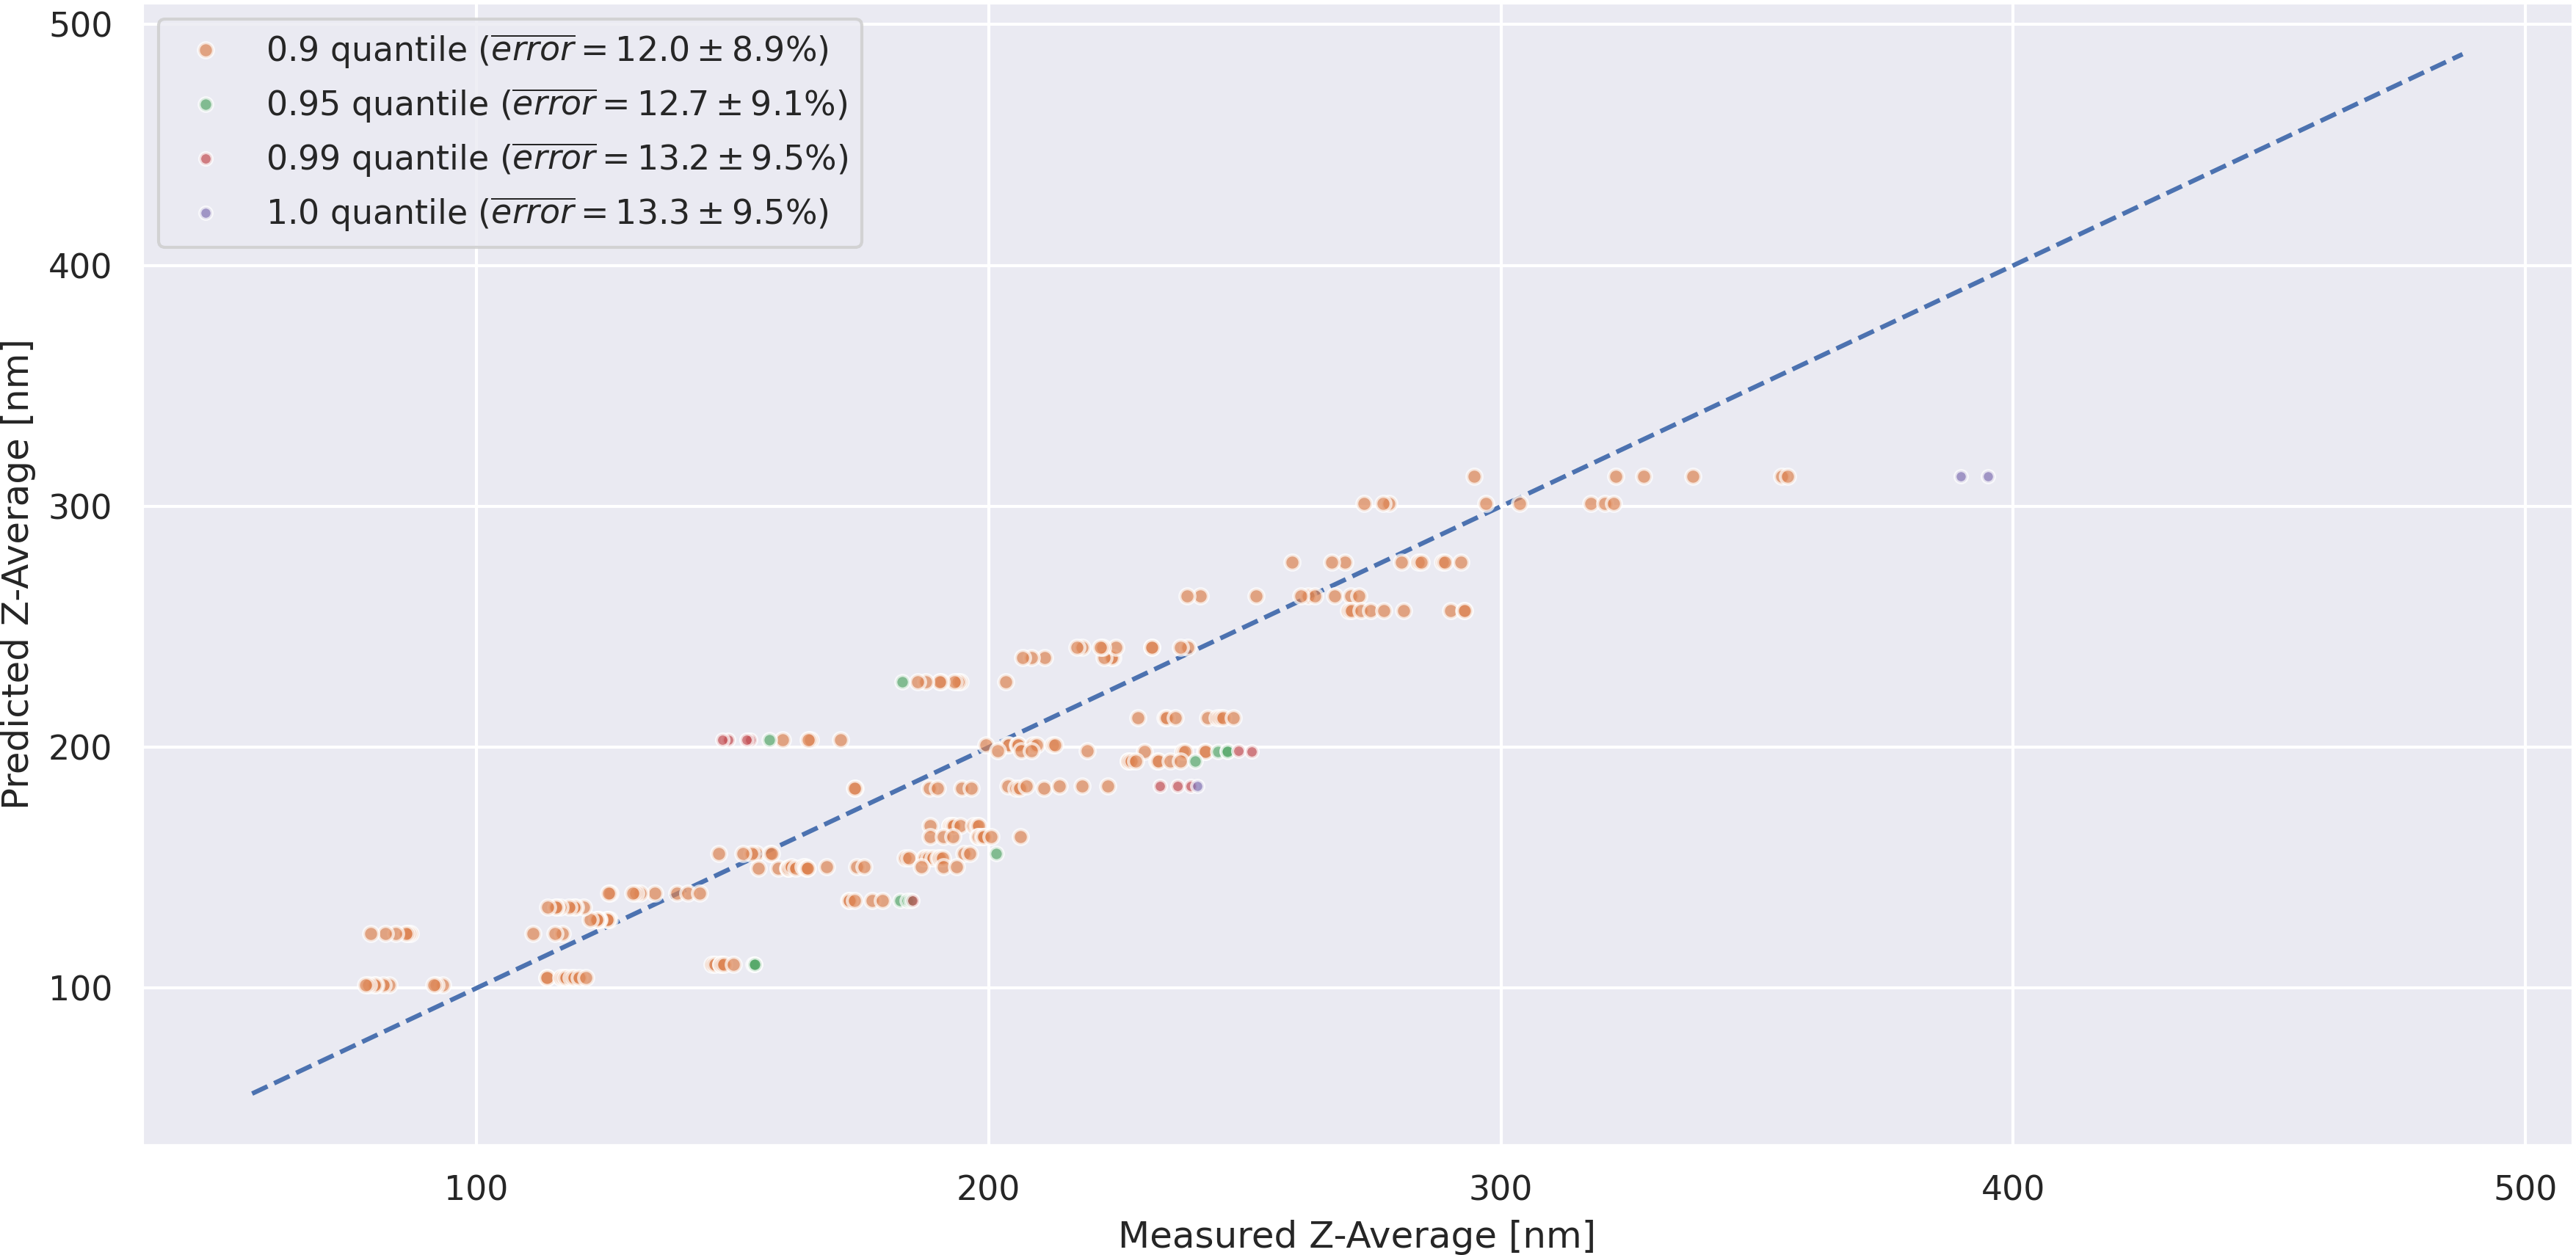 0.9 quantile (error = 12.0 ± 8.9%)
0.95 quantile (error = 12.7 ± 9.1%)
0.99 quantile (error = 13.2 ± 9.5%)
1.0 quantile (error = 13.3 ± 9.5%)
Predicted Z-Average [nm]
500
400
300
200
100
100 200 300 400 500
Measured Z-Average [nm]